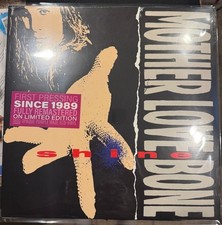 MOTHER LOVE BONE
FIRST PRESSING
SINCE 1989
FULLY REMASTERED
ON LIMITED EDITION
shine